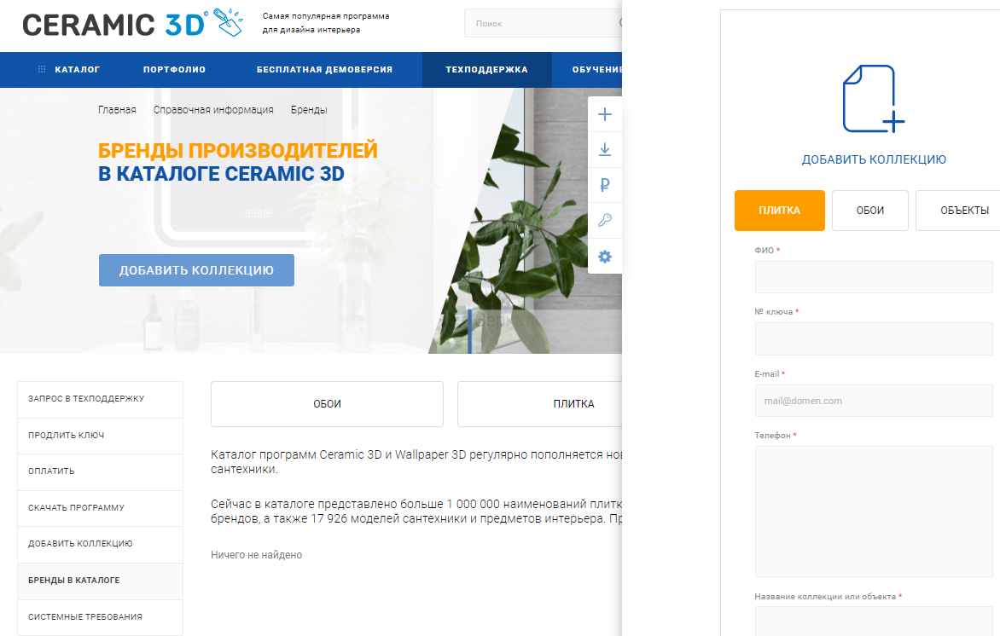 CERAMIC 3D®
Самая популярная программа
для дизайна интерьера
Поиск
КАТАЛОГ
ПОРТФОЛИО
БЕСПЛАТНАЯ ДЕМОВЕРСИЯ
ТЕХПОДДЕРЖКА
ОБУЧЕНИЕ
Главная
Справочная информация
Бренды
БРЕНДЫ ПРОИЗВОДИТЕЛЕЙ
В КАТАЛОГЕ CERAMIC 3D
ДОБАВИТЬ КОЛЛЕКЦИЮ
ЗАПРОС В ТЕХПОДДЕРЖКУ
ПРОДЛИТЬ КЛЮЧ
ОПЛАТИТЬ
СКАЧАТЬ ПРОГРАММУ
ДОБАВИТЬ КОЛЛЕКЦИЮ
БРЕНДЫ В КАТАЛОГЕ
СИСТЕМНЫЕ ТРЕБОВАНИЯ
ОБОИ
ПЛИТКА
Каталог программ Ceramic 3D и Wallpaper 3D регулярно пополняется
сантехники.
Сейчас в каталоге представлено больше 1 000 000 наименований
брендов, а также 17 926 моделей сантехники и предметов интерьера.
Ничего не найдено
ДОБАВИТЬ КОЛЛЕКЦИЮ
ПЛИТКА
ОБОИ
ОБЪЕКТЫ
ФИО *
№ ключа *
E-mail *
mail@domen.com
Телефон *
Название коллекции или объекта *